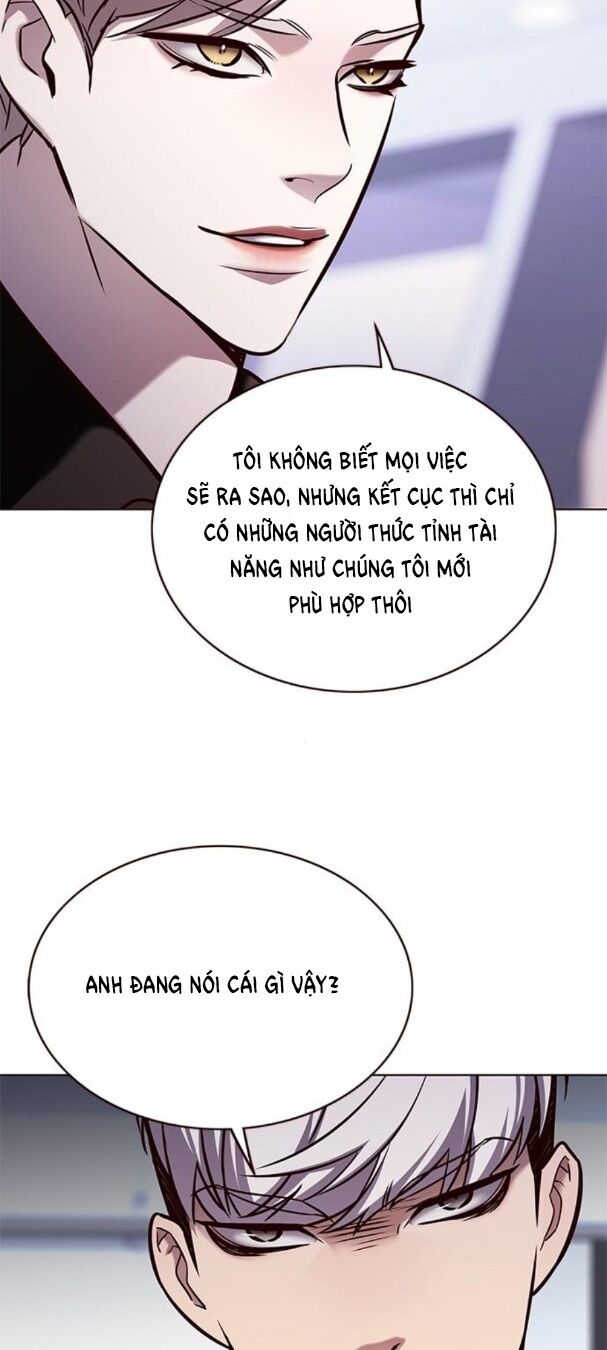 TÔI KHÔNG BIẾT MỌI VIỆC
SẼ RA SAO, NHƯNG KẾT CỤC THÌ CHỈ
CÓ NHỮNG NGƯỜI THỨC TỈNH TÀI
NĂNG NHƯ CHÚNG TÔI MỚI
PHÙ HỢP THÔI
ANH ĐANG NÓI CÁI GÌ VẬY?